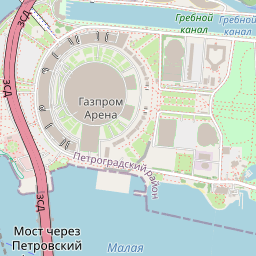 ЗСД
Гребной
канал
Гребной
канал
ЗСД
Газпром
Арена
Петроградский район
ЗСД
Мост через
Петровский
Малая